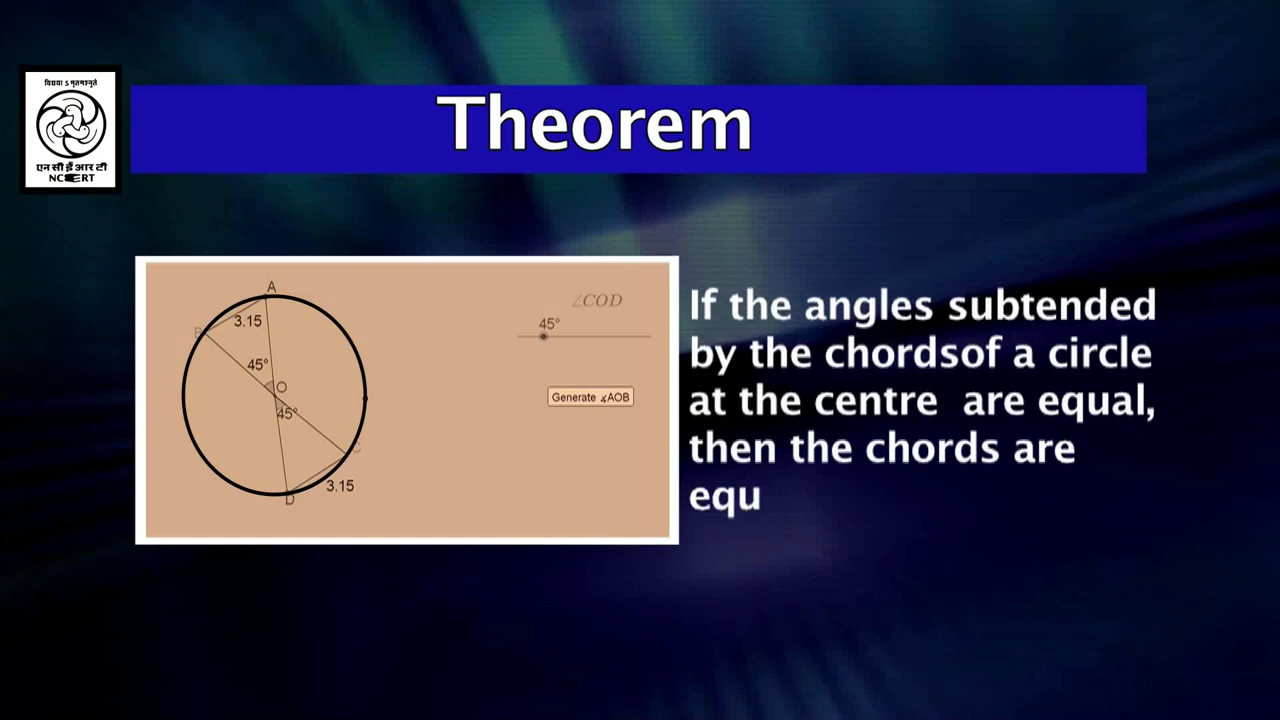 विद्यया ऽ मृतमश्नुते
एन सी ई आर टी
NCERT
Theorem
A
3.15
B
45°
O
45°
C
3.15
D
∠COD
45°
Generate ∡AOB
If the angles subtended
by the chordsof a circle
at the centre are equal,
then the chords are
equ